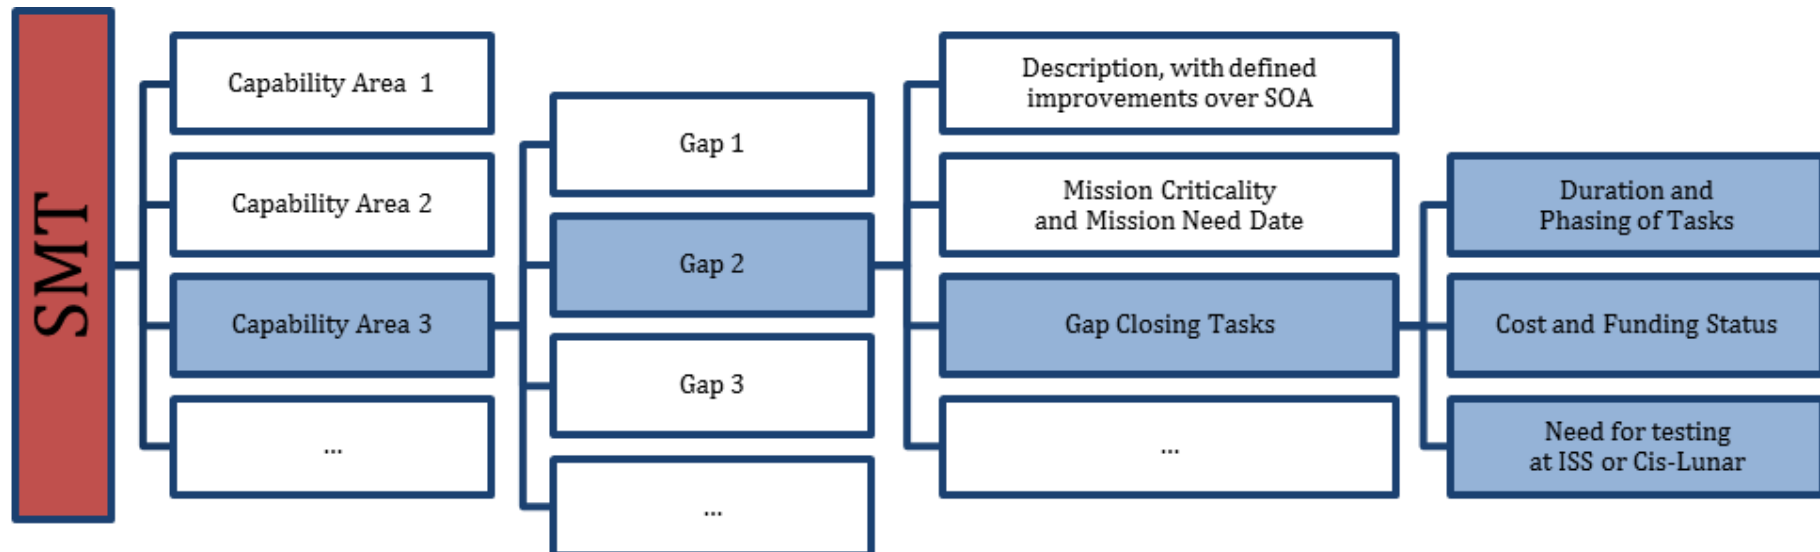 SMT
Capability Area 1
Capability Area 2
Capability Area 3
...
Gap 1
Gap 2
Gap 3
...
Description, with defined
improvements over SOA
Mission Criticality
and Mission Need Date
Gap Closing Tasks
...
Duration and
Phasing of Tasks
Cost and Funding Status
Need for testing
at ISS or Cis-Lunar